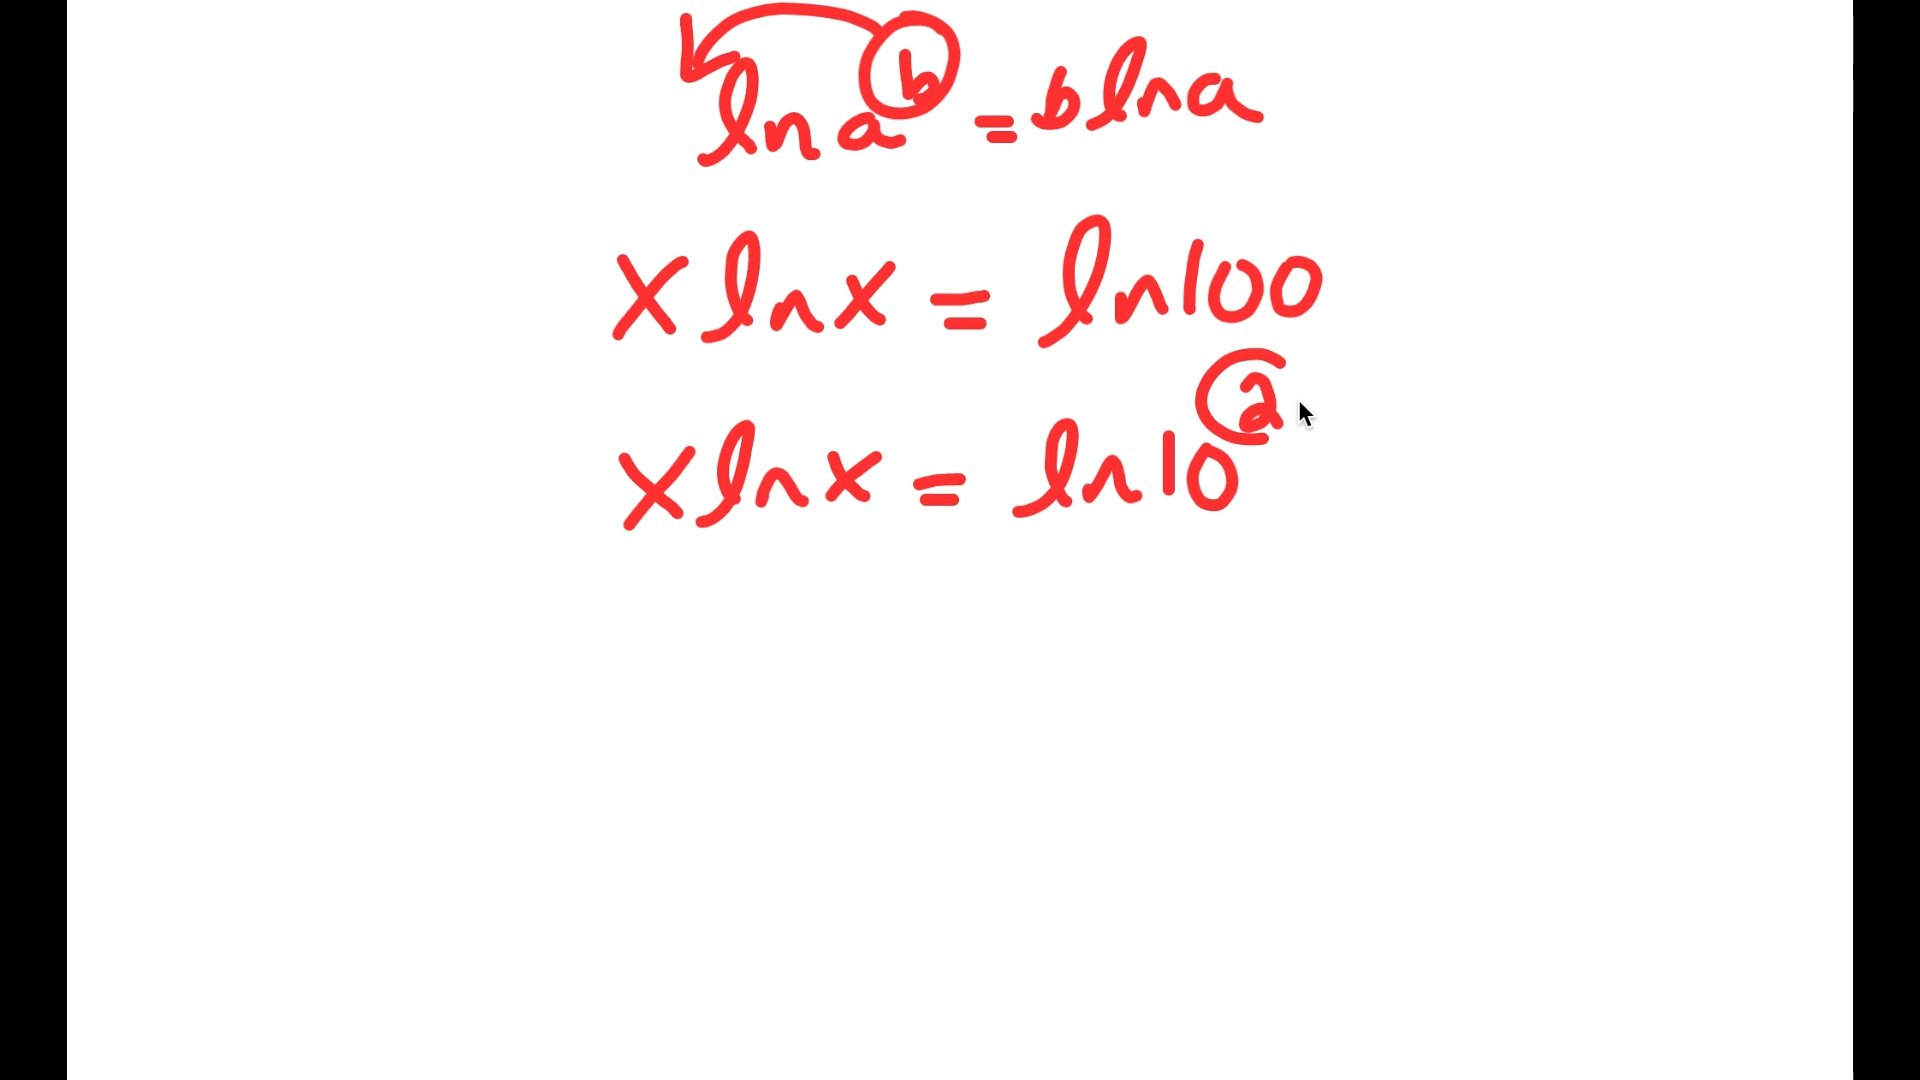 ln a^b = b ln a
x ln x = ln 100
x ln x = ln 10^2